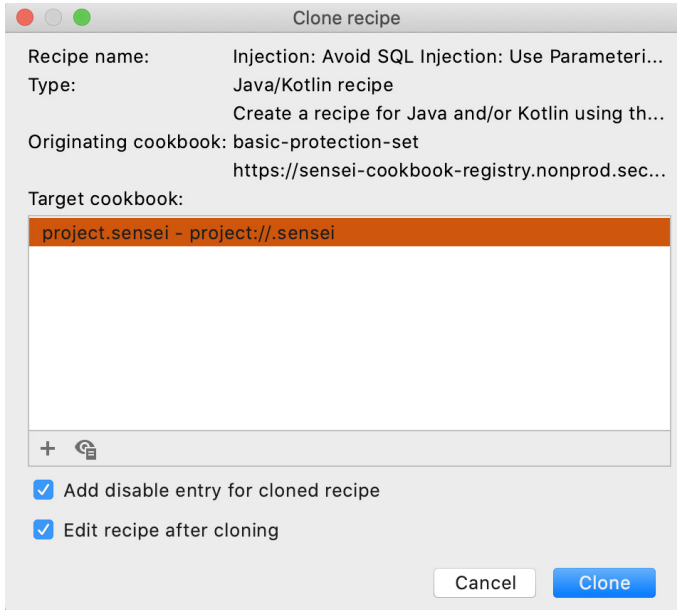 Clone recipe
Recipe name: Injection: Avoid SQL Injection: Use Parameteri...
Type: Java/Kotlin recipe
Create a recipe for Java and/or Kotlin using th...
Originating cookbook: basic-protection-set
https://sensei-cookbook-registry.nonprod.sec...
Target cookbook:
project.sensei - project://.sensei
Add disable entry for cloned recipe
Edit recipe after cloning
Cancel Clone